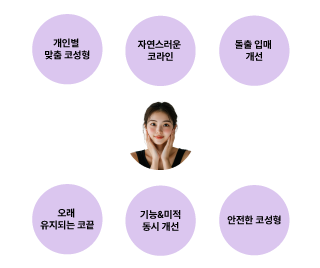 개인별
맞춤 코성형
자연스러운
코라인
돌출 입매
개선
오래
유지되는 코끝
기능&미적
동시 개선
안전한 코성형